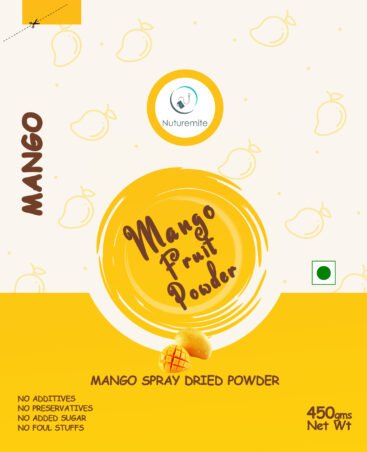 Nuturemite
MANGO
Mango
Fruit
Powder
MANGO SPRAY DRIED POWDER
NO ADDITIVES
NO PRESERVATIVES
NO ADDED SUGAR
NO FOUL STUFFS
450gms
Net Wt